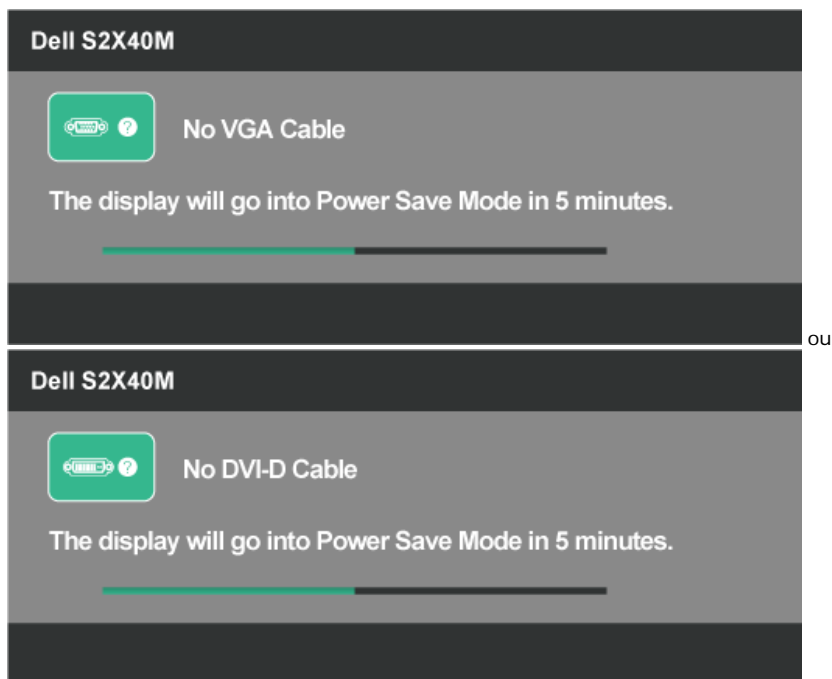 Dell S2X40M
No VGA Cable
The display will go into Power Save Mode in 5 minutes.
ou
Dell S2X40M
No DVI-D Cable
The display will go into Power Save Mode in 5 minutes.